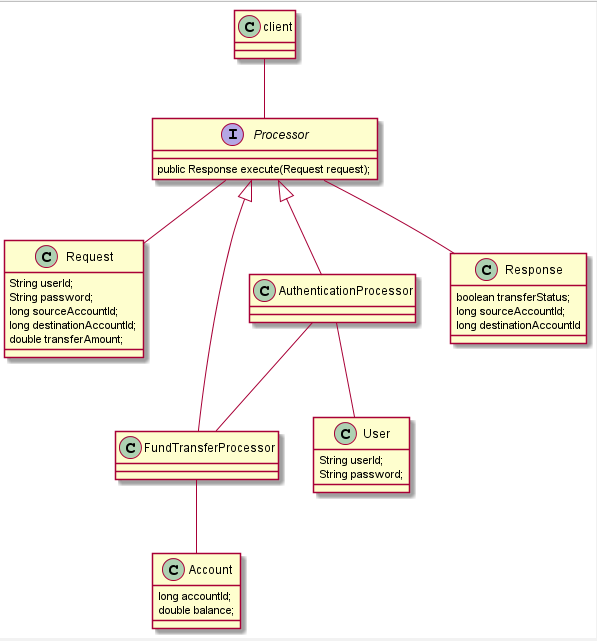 C client
I Processor
public Response execute(Request request);
C Request
String userId;
String password;
long sourceAccountId;
long destinationAccountId;
double transferAmount;
C AuthenticationProcessor
C Response
boolean transferStatus;
long sourceAccountId;
long destinationAccountId
C FundTransferProcessor
C User
String userId;
String password;
C Account
long accountId;
double balance;